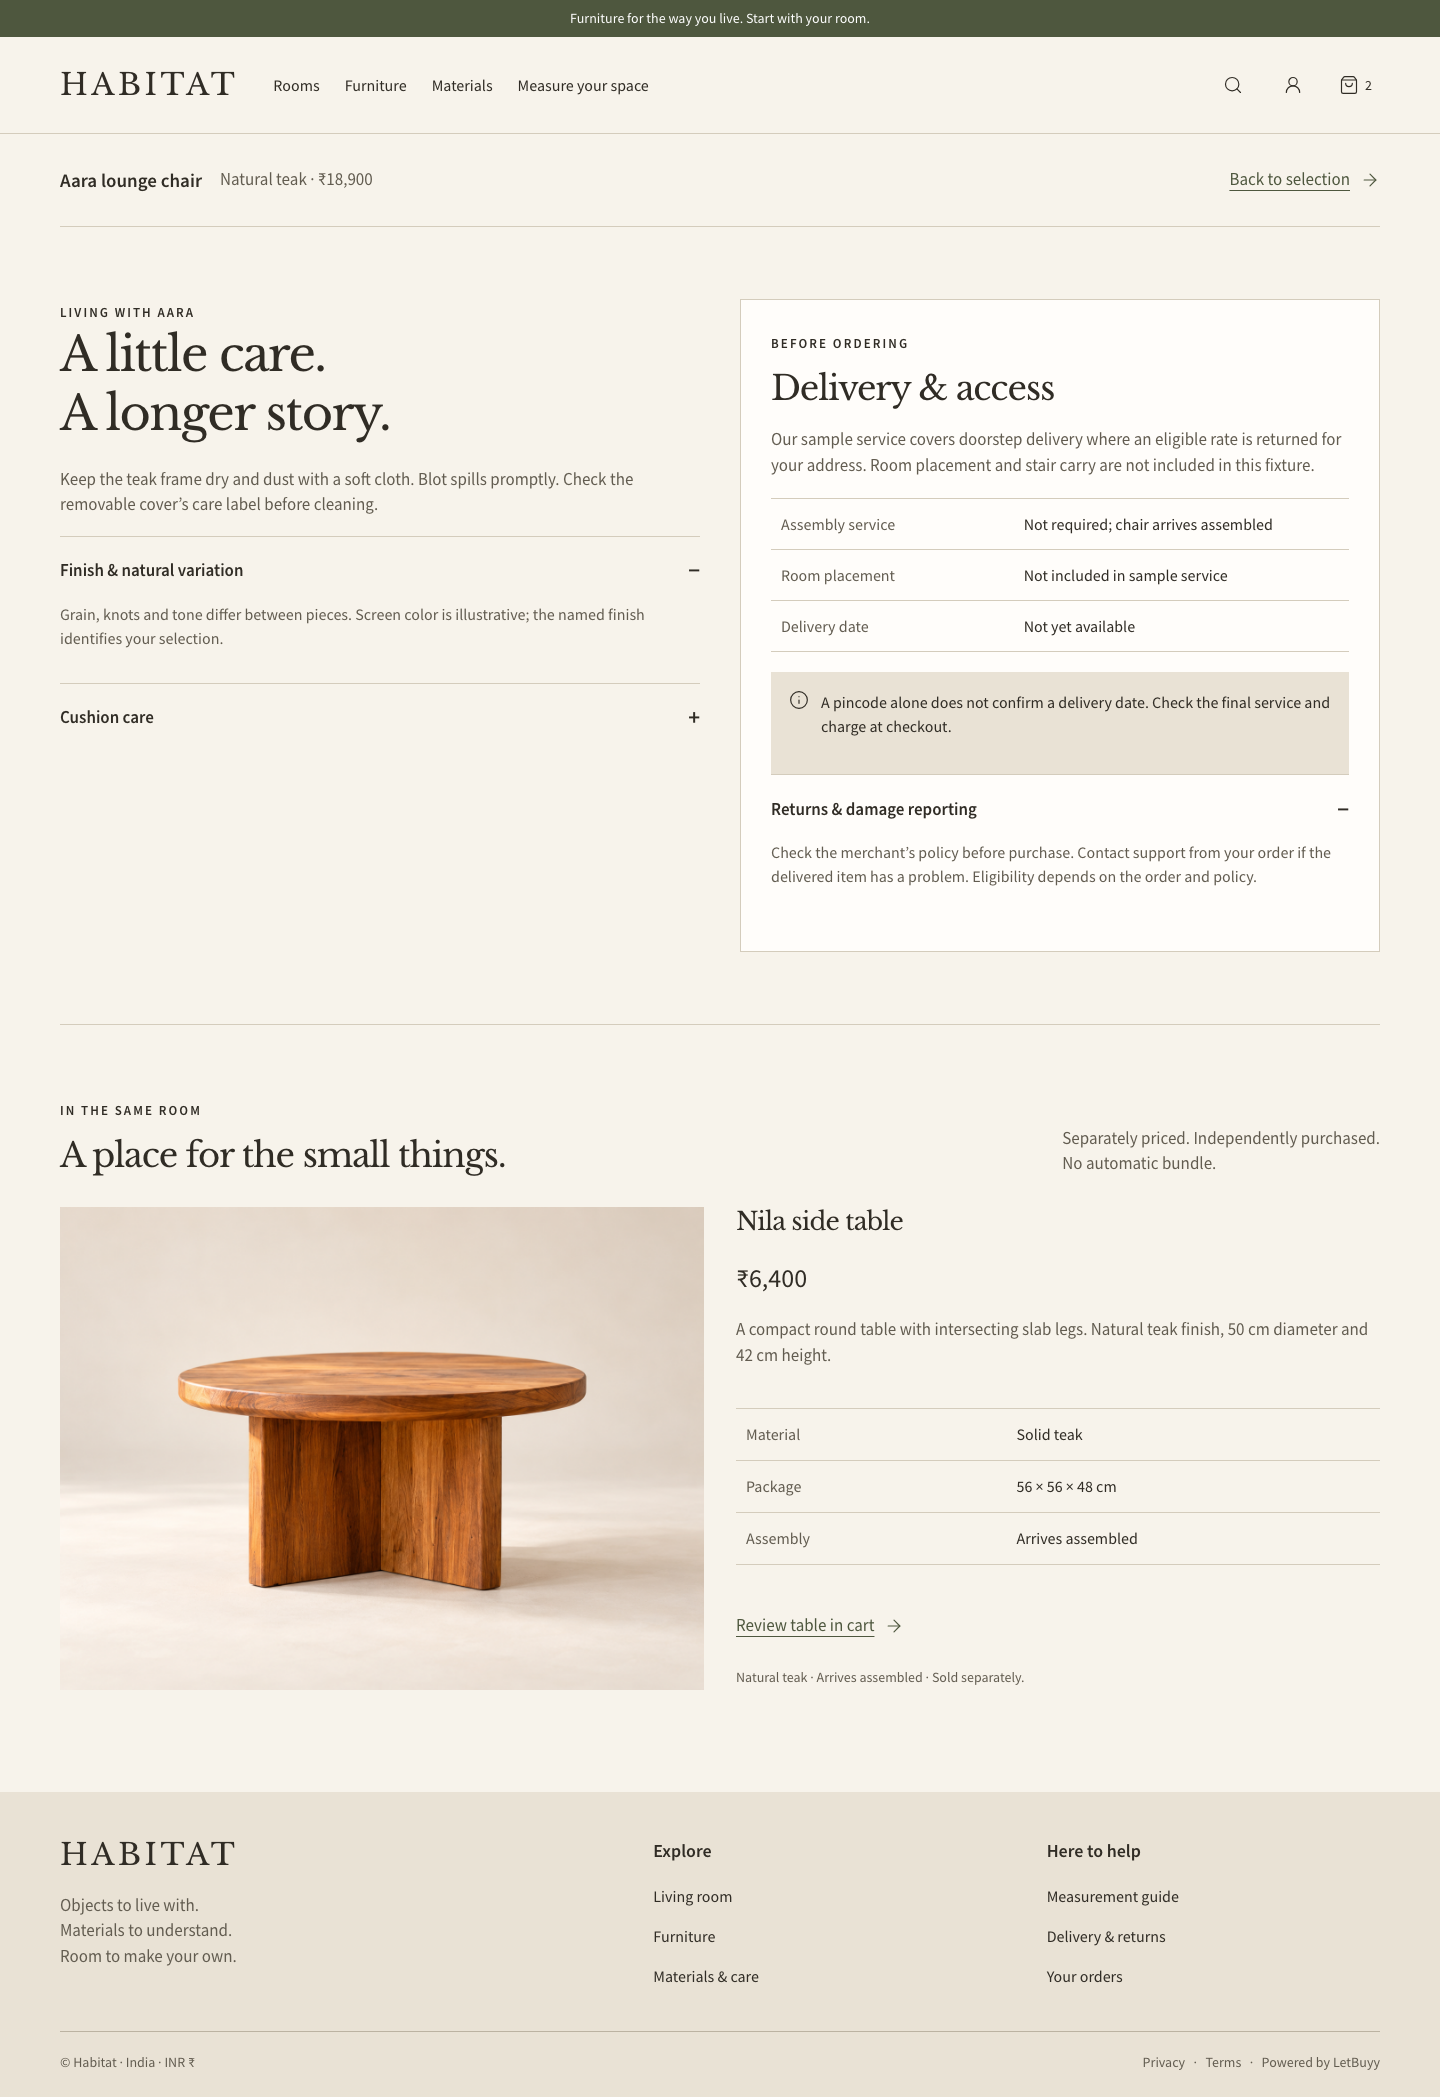 Furniture for the way you live. Start with your room.
HABITAT
Rooms
Furniture
Materials
Measure your space
2
Aara lounge chair
Natural teak · ₹18,900
Back to selection
LIVING WITH AARA
A little care.
A longer story.
Keep the teak frame dry and dust with a soft cloth. Blot spills promptly. Check the
removable cover’s care label before cleaning.
Finish & natural variation
Grain, knots and tone differ between pieces. Screen color is illustrative; the named finish
identifies your selection.
Cushion care
BEFORE ORDERING
Delivery & access
Our sample service covers doorstep delivery where an eligible rate is returned for
your address. Room placement and stair carry are not included in this fixture.
Assembly service
Not required; chair arrives assembled
Room placement
Not included in sample service
Delivery date
Not yet available
A pincode alone does not confirm a delivery date. Check the final service and
charge at checkout.
Returns & damage reporting
Check the merchant’s policy before purchase. Contact support from your order if the
delivered item has a problem. Eligibility depends on the order and policy.
IN THE SAME ROOM
A place for the small things.
Separately priced. Independently purchased.
No automatic bundle.
Nila side table
₹6,400
A compact round table with intersecting slab legs. Natural teak finish, 50 cm diameter and
42 cm height.
Material
Solid teak
Package
56 × 56 × 48 cm
Assembly
Arrives assembled
Review table in cart
Natural teak · Arrives assembled · Sold separately.
HABITAT
Objects to live with.
Materials to understand.
Room to make your own.
Explore
Living room
Furniture
Materials & care
Here to help
Measurement guide
Delivery & returns
Your orders
© Habitat · India · INR ₹
Privacy · Terms · Powered by LetBuyy